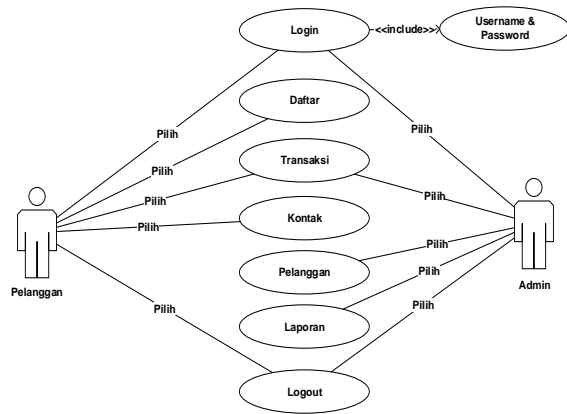 Login
<<include>>
Username &
Password
Daftar
Pilih
Pilih
Transaksi
Pilih
Pilih
Pilih
Kontak
Pilih
Pilih
Pelanggan
Pilih
Pelanggan
Admin
Laporan
Pilih
Pilih
Logout